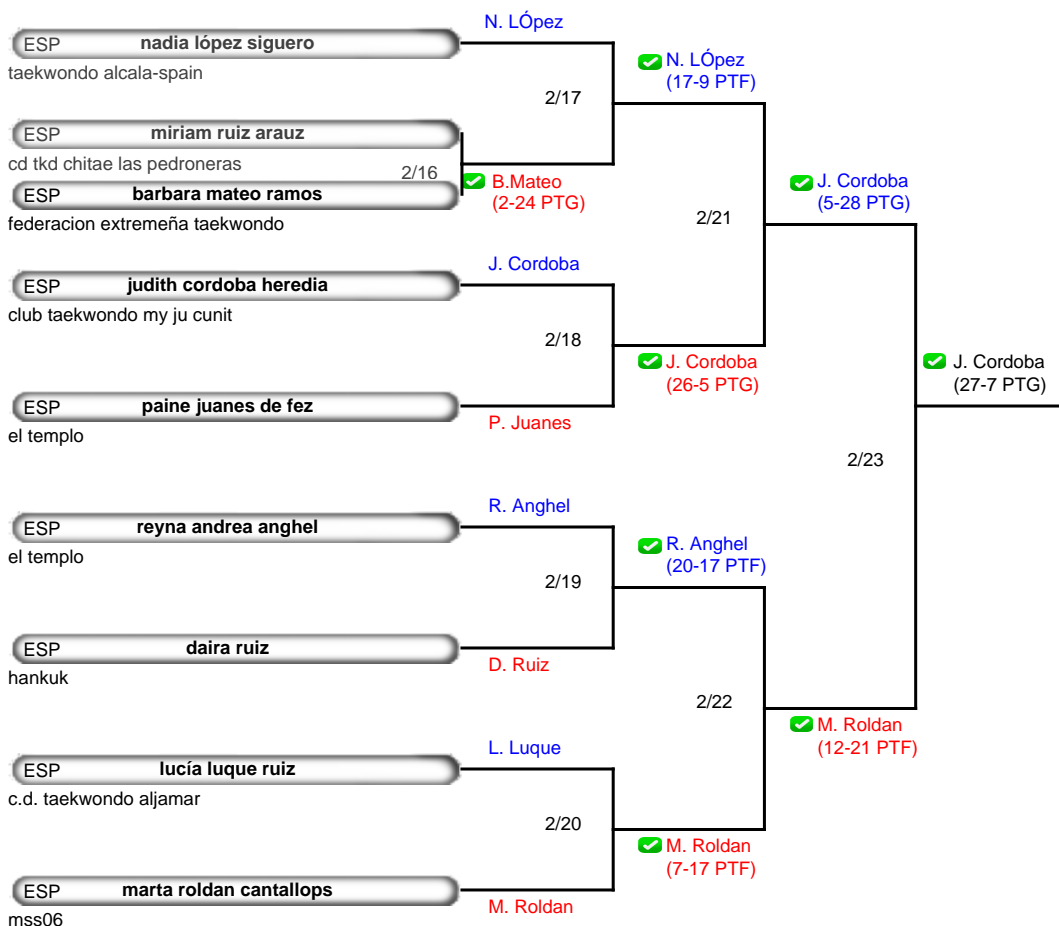 N. LÓpez
ESP nadia lópez siguero
taekwondo alcala-spain
N. LÓpez
(17-9 PTF)
2/17
ESP miriam ruiz arauz
cd tkd chitae las pedroneras
2/16
B.Mateo
(2-24 PTG)
ESP barbara mateo ramos
federacion extremeña taekwondo
J. Cordoba
(5-28 PTG)
2/21
J. Cordoba
ESP judith cordoba heredia
club taekwondo my ju cunit
2/18
J. Cordoba
(26-5 PTG)
J. Cordoba
(27-7 PTG)
ESP paine juanes de fez
P. Juanes
el templo
2/23
R. Anghel
ESP reyna andrea anghel
el templo
R. Anghel
(20-17 PTF)
2/19
ESP daira ruiz
D. Ruiz
hankuk
2/22
M. Roldan
(12-21 PTF)
L. Luque
ESP lucía luque ruiz
c.d. taekwondo aljamar
2/20
M. Roldan
(7-17 PTF)
ESP marta roldan cantallops
M. Roldan
mss06